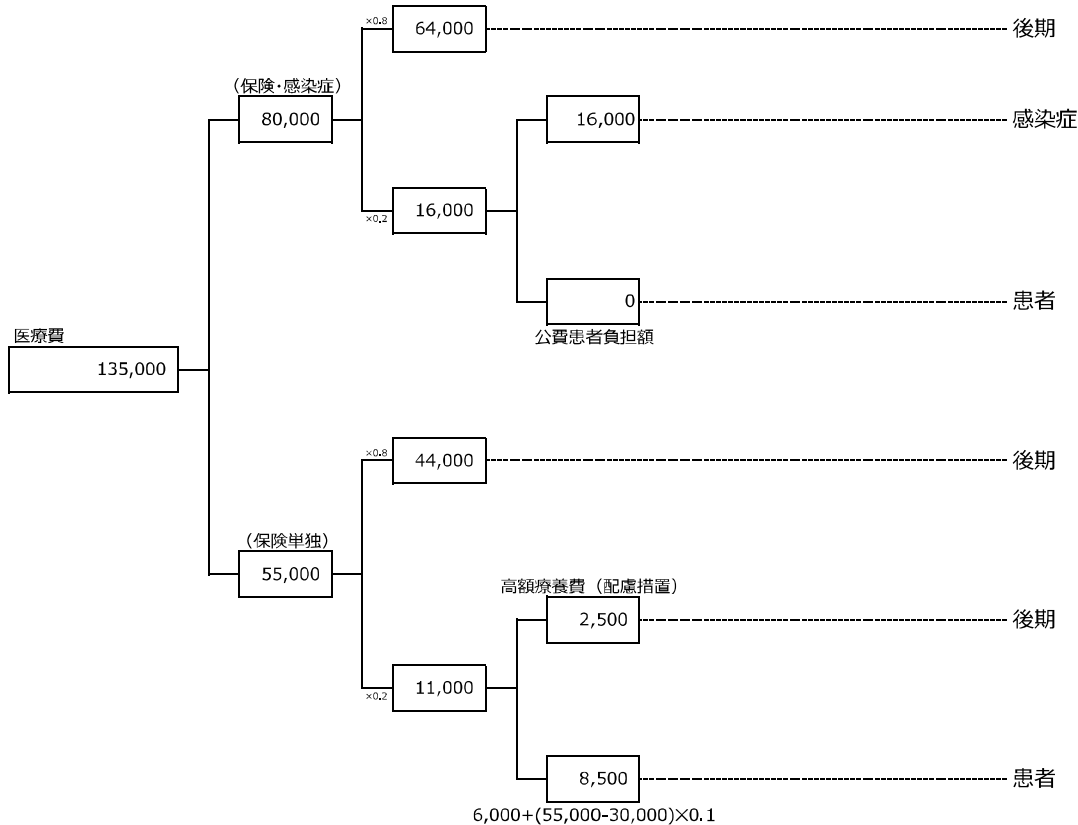 ×0.8
64,000
後期
(保険・感染症)
80,000
16,000
感染症
×0.2
16,000
0
患者
公費患者負担額
医療費
135,000
×0.8
44,000
後期
(保険単独)
55,000
高額療養費(配慮措置)
2,500
後期
×0.2
11,000
8,500
患者
6,000+(55,000-30,000)×0.1